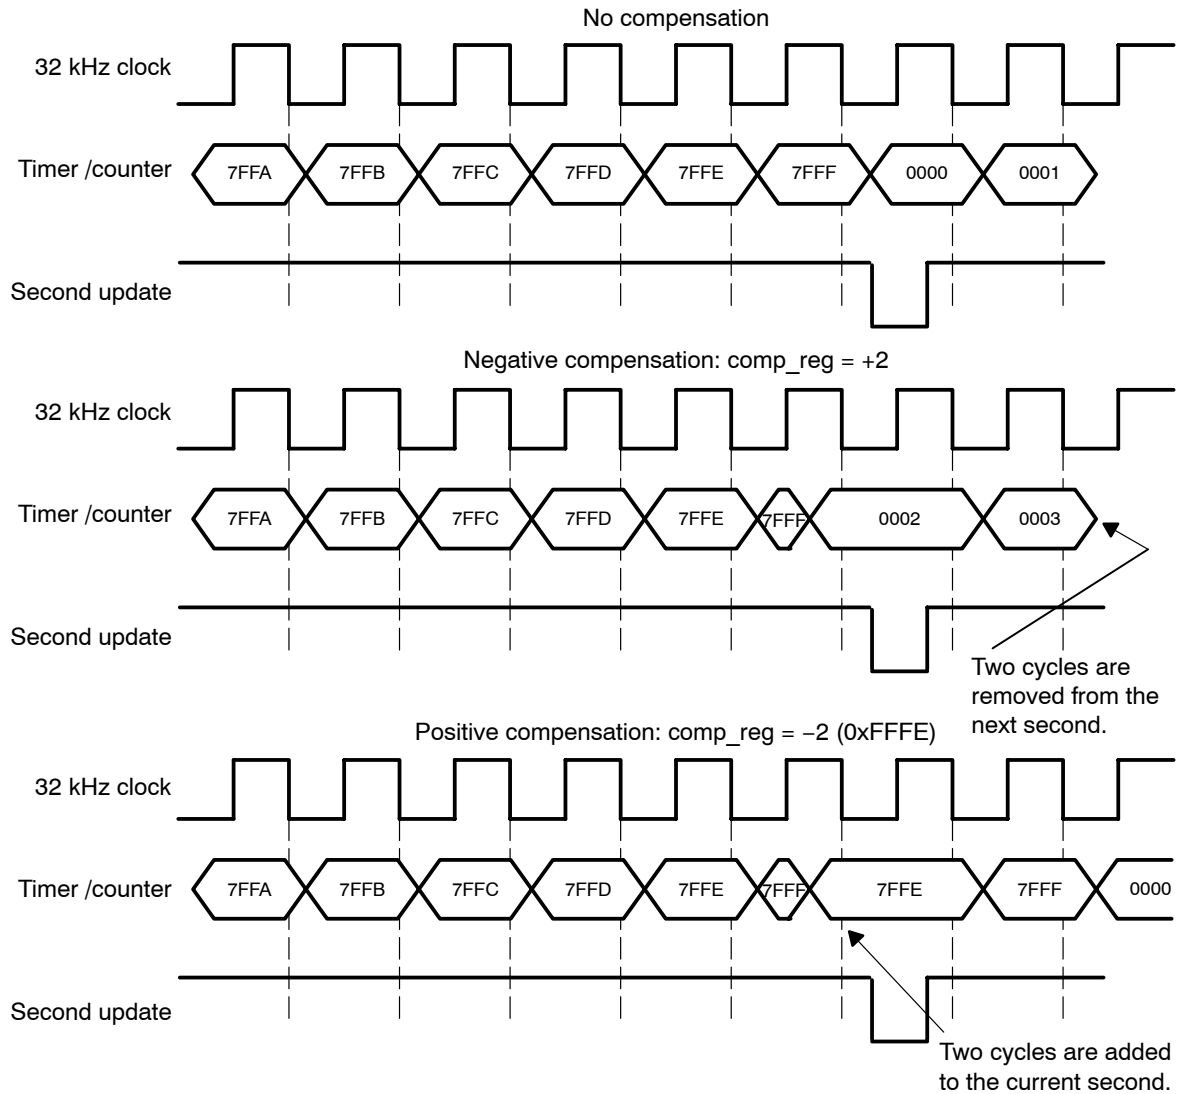 No compensation
32 kHz clock
Timer /counter
7FFA 7FFB 7FFC 7FFD 7FFE 7FFF 0000 0001
Second update
Negative compensation: comp_reg = +2
32 kHz clock
Timer /counter
7FFA 7FFB 7FFC 7FFD 7FFE 7FFF 0002 0003
Second update
Two cycles are
removed from the
next second.
Positive compensation: comp_reg = −2 (0xFFFE)
32 kHz clock
Timer /counter
7FFA 7FFB 7FFC 7FFD 7FFE 7FFF 7FFE 7FFF 0000
Second update
Two cycles are added
to the current second.